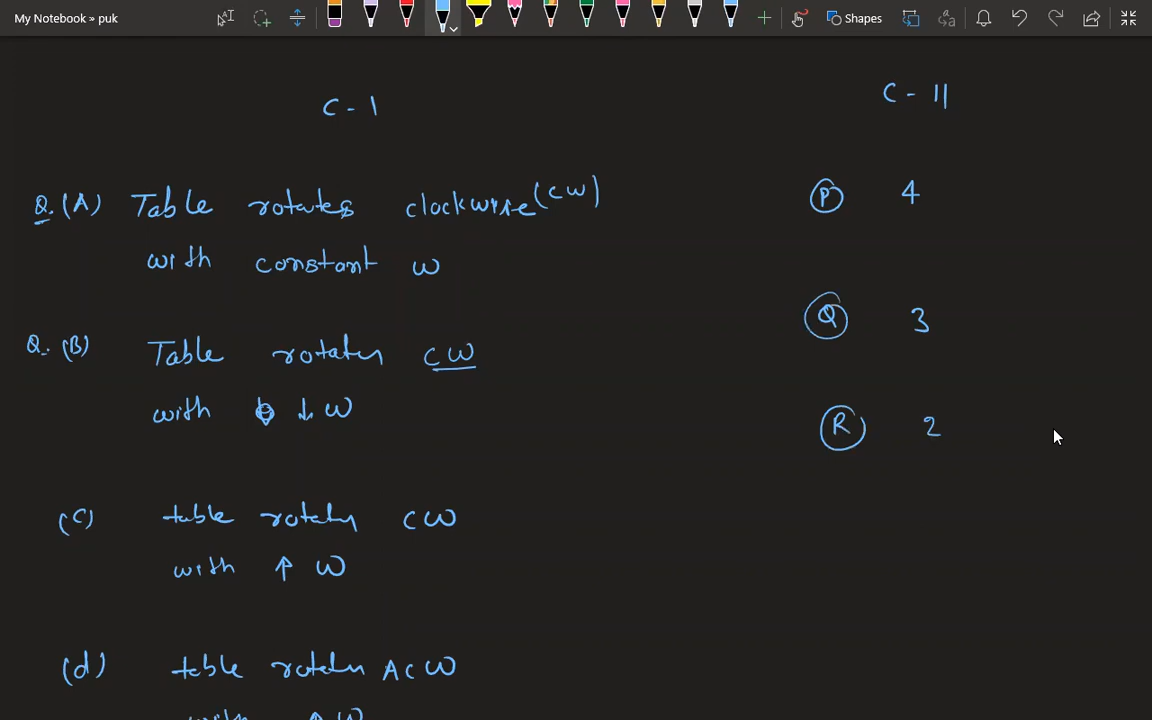 My Notebook » puk
Shapes
C - I
C - II
Q. (A) Table rotates clockwise (CW)
with constant ω
P 4
Q 3
Q. (B) Table rotates CW
with ↓ ω
R 2
(c) table rotates CW
with ↑ ω
(d) table rotates ACW
with ↑ ω